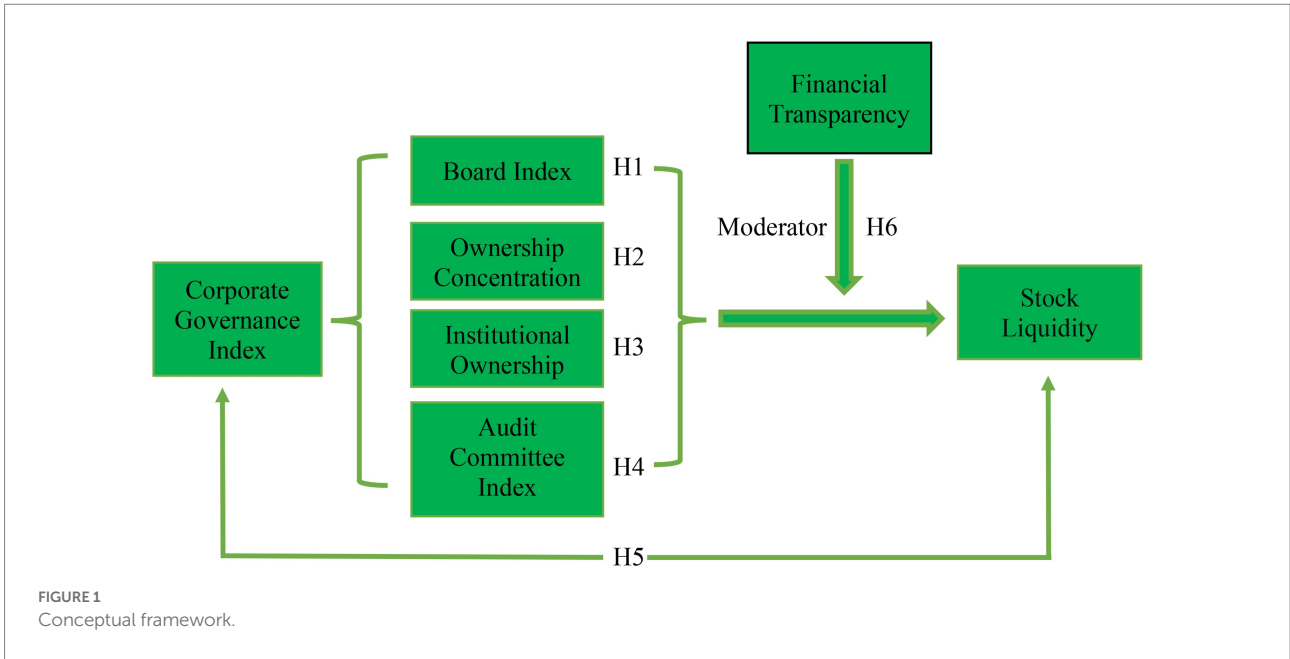 Financial
Transparency
Board Index
H1
Moderator
H6
Ownership
Concentration
H2
Corporate
Governance
Index
Stock
Liquidity
Institutional
Ownership
H3
Audit
Committee
Index
H4
H5
FIGURE 1
Conceptual framework.